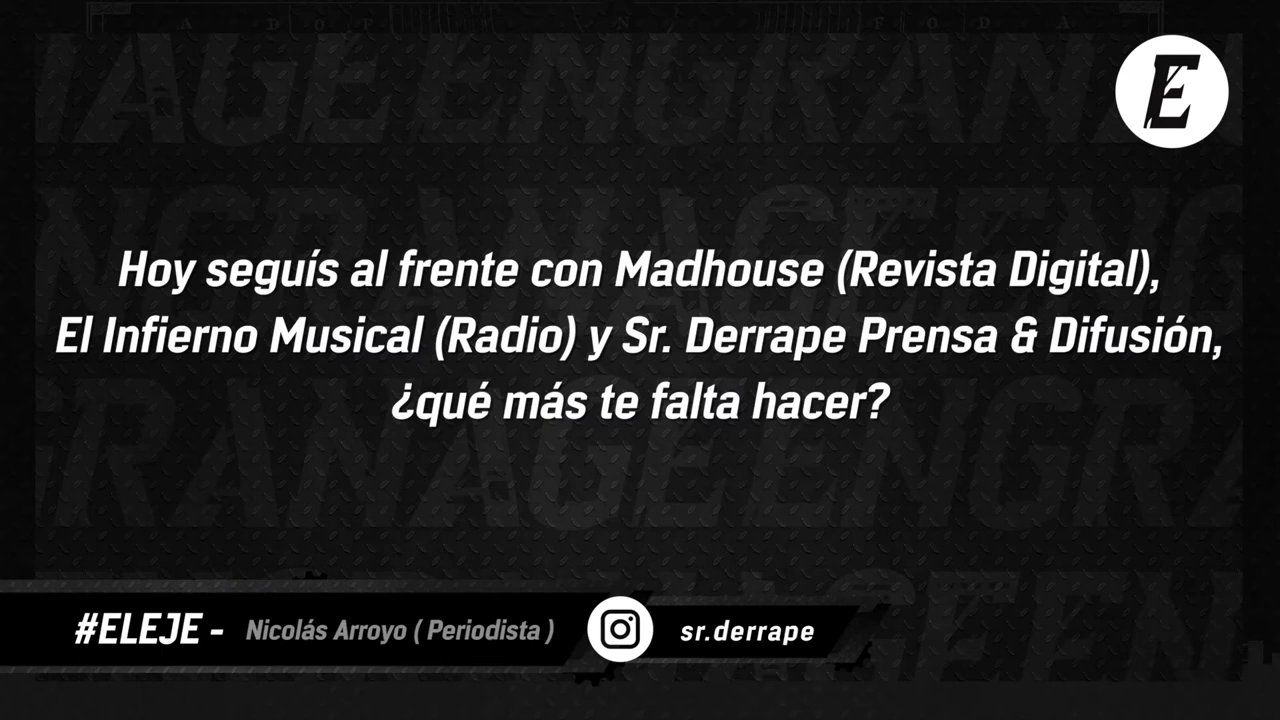 E
Hoy seguís al frente con Madhouse (Revista Digital),
El Infierno Musical (Radio) y Sr. Derrape Prensa & Difusión,
¿qué más te falta hacer?
#ELEJE - Nicolás Arroyo ( Periodista )
sr.derrape